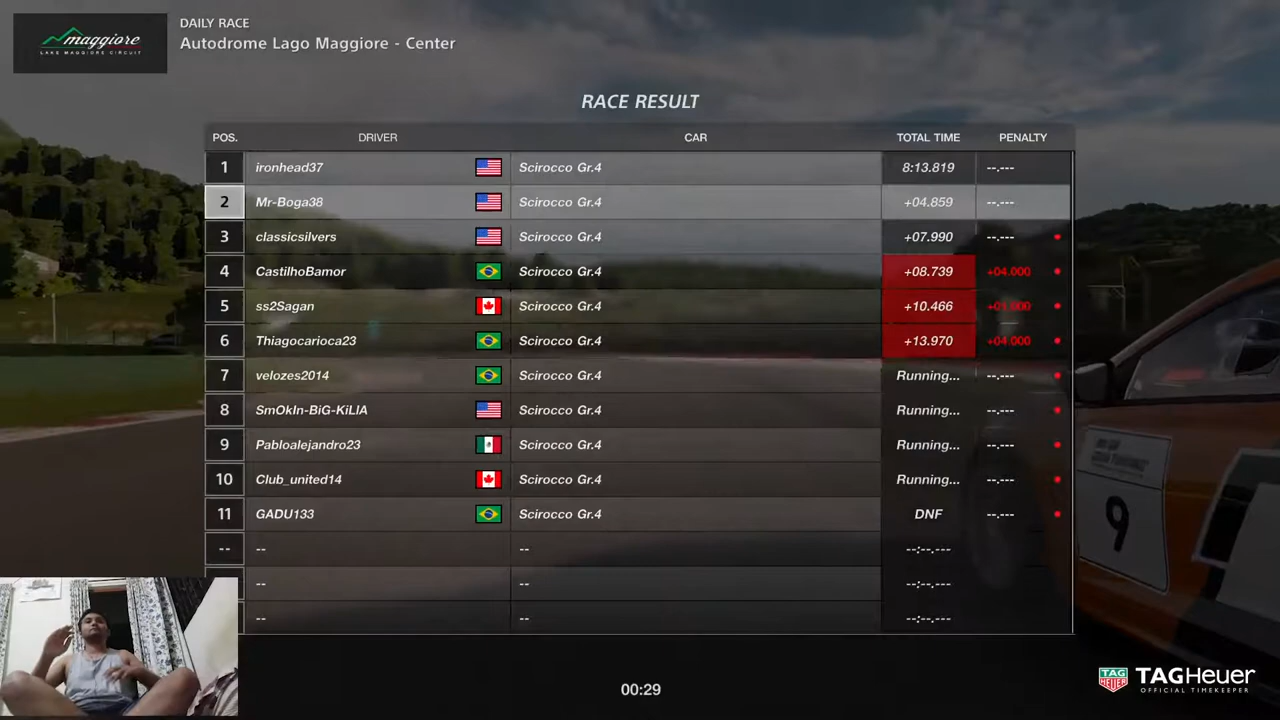 maggiore
LAKE MAGGIORE CIRCUIT
DAILY RACE
Autodrome Lago Maggiore - Center
RACE RESULT
POS. DRIVER CAR TOTAL TIME PENALTY
1 ironhead37 Scirocco Gr.4 8:13.819 --.---
2 Mr-Boga38 Scirocco Gr.4 +04.859 --.---
3 classicsilvers Scirocco Gr.4 +07.990 --.---
4 CastilhoBamor Scirocco Gr.4 +08.739 +04.000
5 ss2Sagan Scirocco Gr.4 +10.466
6 Thiagocarioca23 Scirocco Gr.4 +13.970 +04.000
7 velozes2014 Scirocco Gr.4 Running... --.---
8 SmOkIn-BiG-KiLlA Scirocco Gr.4 Running... --.---
9 Pabloalejandro23 Scirocco Gr.4 Running... --.---
10 Club_united14 Scirocco Gr.4 Running... --.---
11 GADU133 Scirocco Gr.4 DNF --.---
-- -- -- --:--.---
-- -- --:--.---
-- -- --:--.---
9
00:29
TAG HEUER TAGHeuer
OFFICIAL TIMEKEEPER